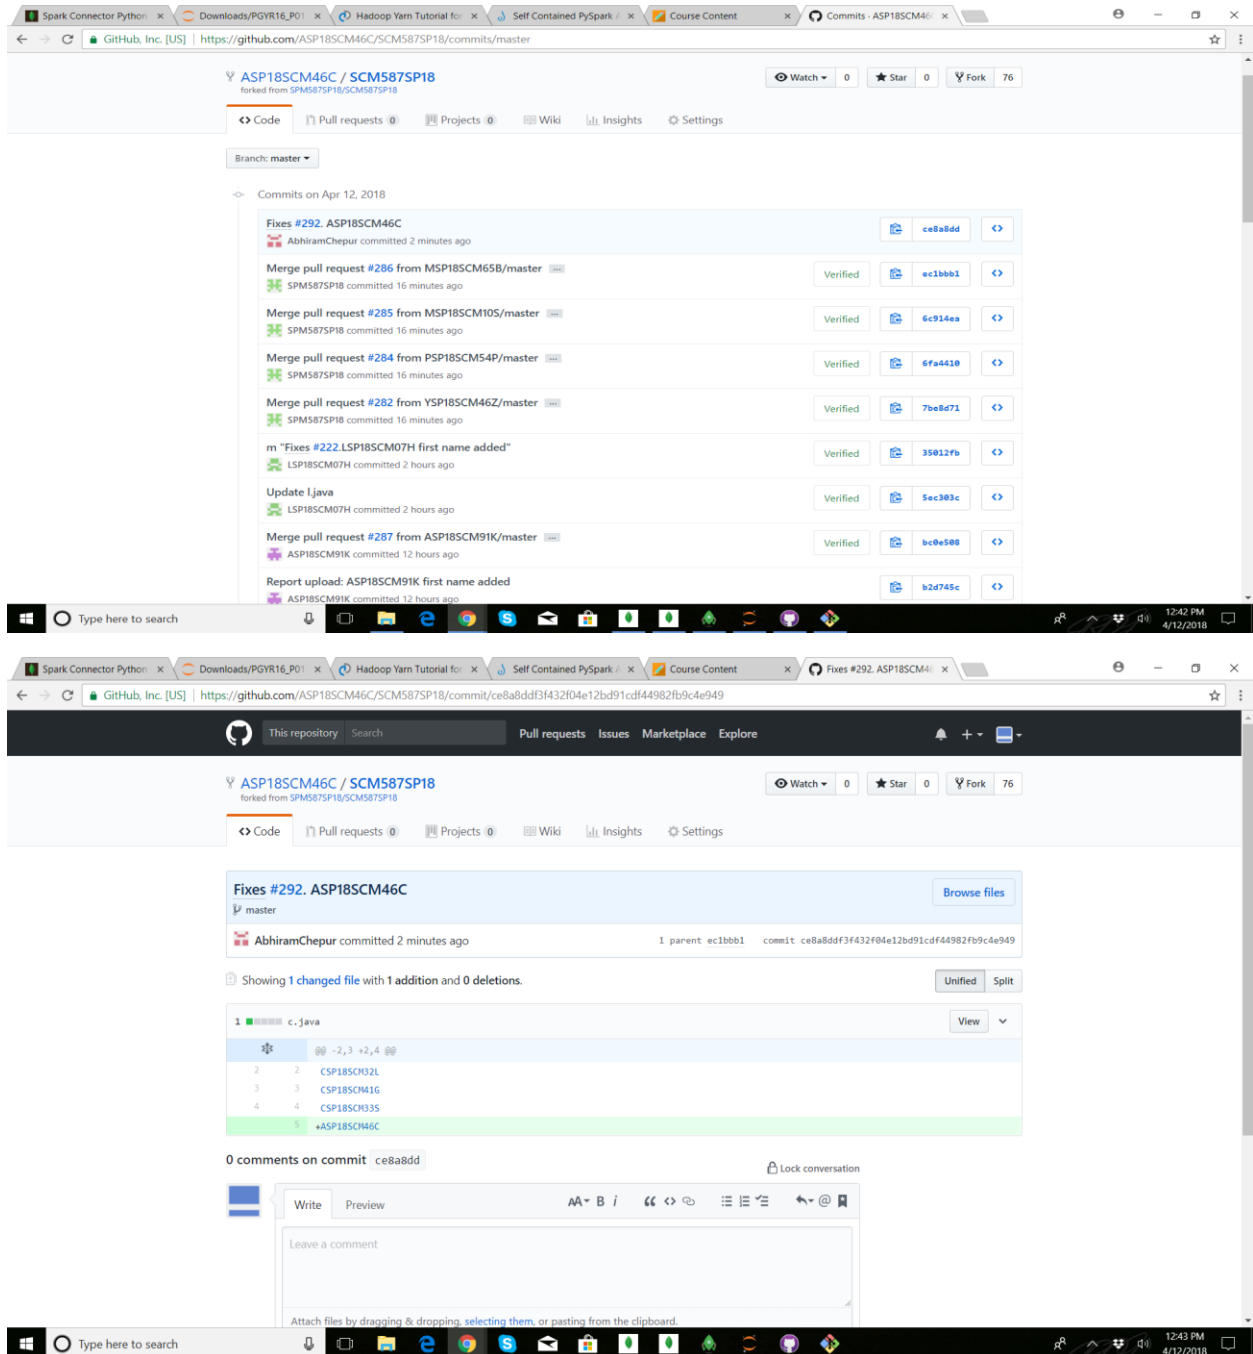 Spark Connector Python
Downloads/PGYR16_P01
Hadoop Yarn Tutorial for
Self Contained PySpark A
Course Content
Commits · ASP18SCM46C
GitHub, Inc. [US] | https://github.com/ASP18SCM46C/SCM587SP18/commits/master
ASP18SCM46C / SCM587SP18
forked from SPM587SP18/SCM587SP18
Watch 0 Star 0 Fork 76
Code Pull requests 0 Projects 0 Wiki Insights Settings
Branch: master
Commits on Apr 12, 2018
Fixes #292. ASP18SCM46C
AbhiramChepur committed 2 minutes ago
ce8a8dd
Merge pull request #286 from MSP18SCM65B/master
SPM587SP18 committed 16 minutes ago
Verified ec1bbb1
Merge pull request #285 from MSP18SCM10S/master
SPM587SP18 committed 16 minutes ago
Verified 6c914ea
Merge pull request #284 from PSP18SCM54P/master
SPM587SP18 committed 16 minutes ago
Verified 6fa4410
Merge pull request #282 from YSP18SCM46Z/master
SPM587SP18 committed 16 minutes ago
Verified 7be8d71
m "Fixes #222.LSP18SCM07H first name added"
LSP18SCM07H committed 2 hours ago
Verified 35012fb
Update l.java
LSP18SCM07H committed 2 hours ago
Verified 5ec303c
Merge pull request #287 from ASP18SCM91K/master
ASP18SCM91K committed 12 hours ago
Verified bc0e508
Report upload: ASP18SCM91K first name added
ASP18SCM91K committed 12 hours ago
b2d745c
Type here to search
12:42 PM
4/12/2018
Spark Connector Python
Downloads/PGYR16_P01
Hadoop Yarn Tutorial for
Self Contained PySpark A
Course Content
Fixes #292. ASP18SCM46
GitHub, Inc. [US] | https://github.com/ASP18SCM46C/SCM587SP18/commit/ce8a8ddf3f432f04e12bd91cdf44982fb9c4e949
This repository Search Pull requests Issues Marketplace Explore
ASP18SCM46C / SCM587SP18
forked from SPM587SP18/SCM587SP18
Watch 0 Star 0 Fork 76
Code Pull requests 0 Projects 0 Wiki Insights Settings
Fixes #292. ASP18SCM46C
Browse files
master
AbhiramChepur committed 2 minutes ago 1 parent ec1bbb1 commit ce8a8ddf3f432f04e12bd91cdf44982fb9c4e949
Showing 1 changed file with 1 addition and 0 deletions. Unified Split
1 c.java View
@@ -2,3 +2,4 @@
2 2 CSP18SCM32L
3 3 CSP18SCM41G
4 4 CSP18SCM33S
5 +ASP18SCM46C
0 comments on commit ce8a8dd
Lock conversation
Write Preview AA B i
Leave a comment
Attach files by dragging & dropping, selecting them, or pasting from the clipboard.
Type here to search
12:43 PM
4/12/2018